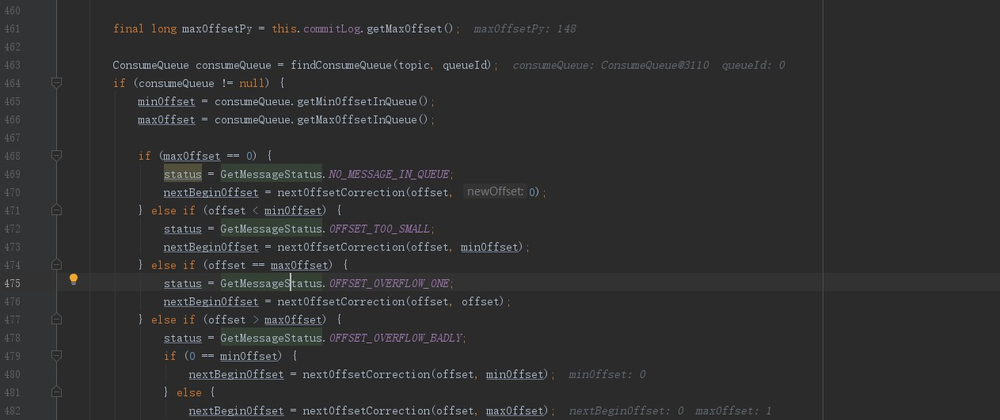 460
461 final long maxOffsetPy = this.commitLog.getMaxOffset(); maxOffsetPy: 148
462
463 ConsumeQueue consumeQueue = findConsumeQueue(topic, queueId); consumeQueue: ConsumeQueue@3110 queueId: 0
464 if (consumeQueue != null) {
465 minOffset = consumeQueue.getMinOffsetInQueue();
466 maxOffset = consumeQueue.getMaxOffsetInQueue();
467
468 if (maxOffset == 0) {
469 status = GetMessageStatus.NO_MESSAGE_IN_QUEUE;
470 nextBeginOffset = nextOffsetCorrection(offset, newOffset: 0);
471 } else if (offset < minOffset) {
472 status = GetMessageStatus.OFFSET_TOO_SMALL;
473 nextBeginOffset = nextOffsetCorrection(offset, minOffset);
474 } else if (offset == maxOffset) {
475 status = GetMessageStatus.OFFSET_OVERFLOW_ONE;
476 nextBeginOffset = nextOffsetCorrection(offset, offset);
477 } else if (offset > maxOffset) {
478 status = GetMessageStatus.OFFSET_OVERFLOW_BADLY;
479 if (0 == minOffset) {
480 nextBeginOffset = nextOffsetCorrection(offset, minOffset); minOffset: 0
481 } else {
482 nextBeginOffset = nextOffsetCorrection(offset, maxOffset); nextBeginOffset: 0 maxOffset: 1